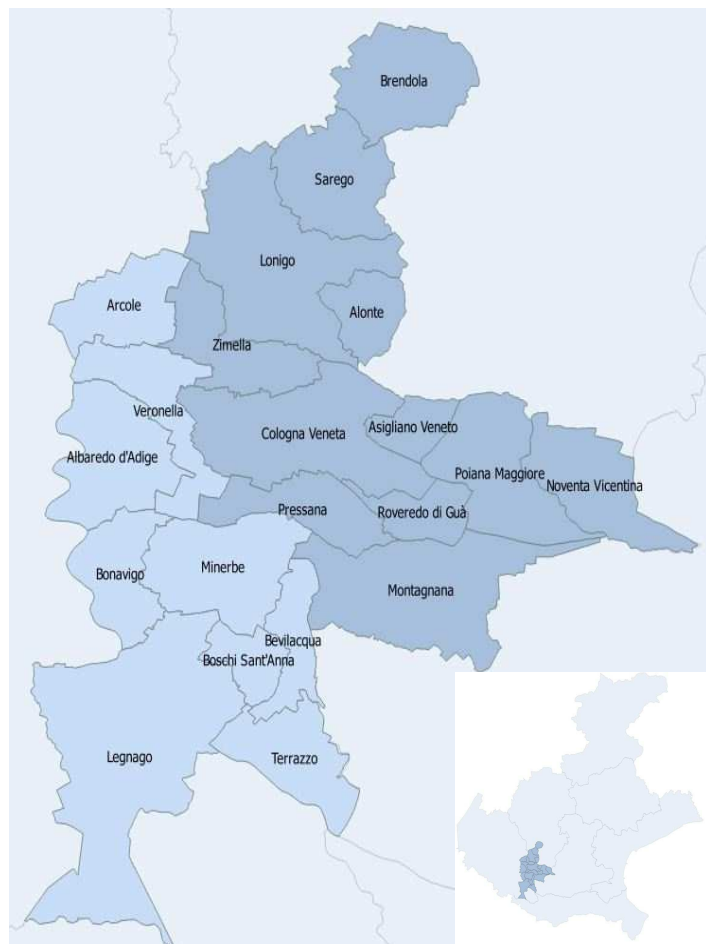 Brendola
Sarego
Lonigo
Arcole
Alonte
Zimella
Veronella
Asigliano Veneto
Cologna Veneta
Albaredo d'Adige
Poiana Maggiore
Noventa Vicentina
Pressana
Roveredo di Guà
Minerbe
Bonavigo
Montagnana
Bevilacqua
Boschi Sant'Anna
Legnago
Terrazzo